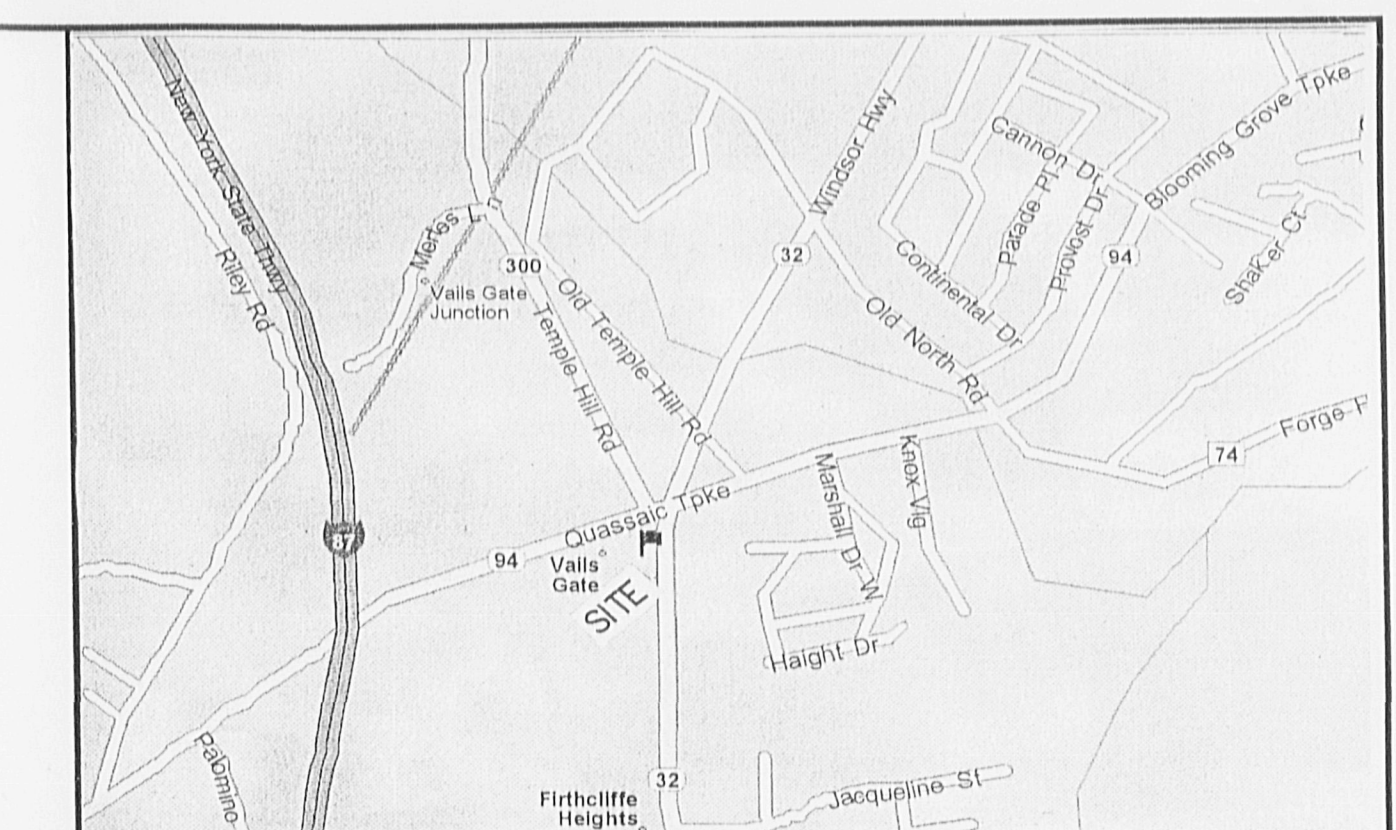 New York State Thwy
Riley Rd
Mertes L
300
Vails Gate
Junction
Temple Hill Rd
Old Temple Hill Rd
Windsor Hwy
32
Cannon Dr
Parade Pl
Provost Dr
Continental Dr
Old North Rd
94
Blooming Grove Tpke
Shaker Ct
74
Forge
Quassaic Tpke
94
Vails
Gate
SITE
Marshall Dr W
Knox Vlg
Haight Dr
87
Palomino
32
Firthcliffe
Heights
Jacqueline St